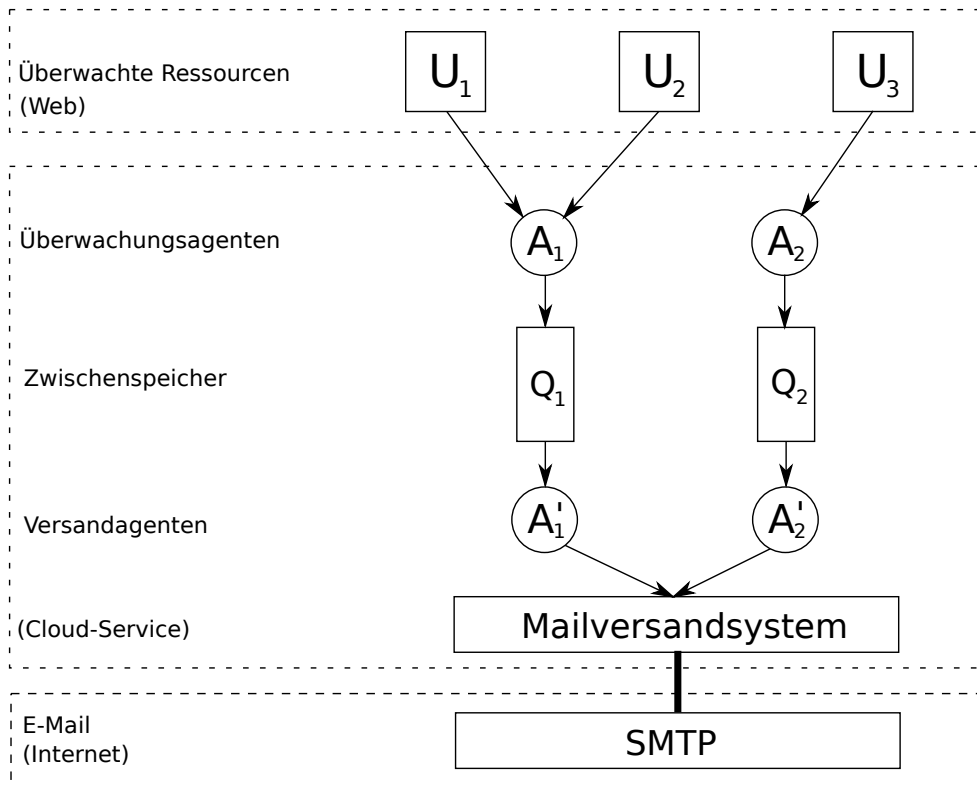 U1 U2 U3
Überwachte Ressourcen
(Web)
Überwachungsagenten
A1 A2
Zwischenspeicher
Q1 Q2
Versandagenten
A'1 A'2
(Cloud-Service)
Mailversandsystem
E-Mail
(Internet)
SMTP